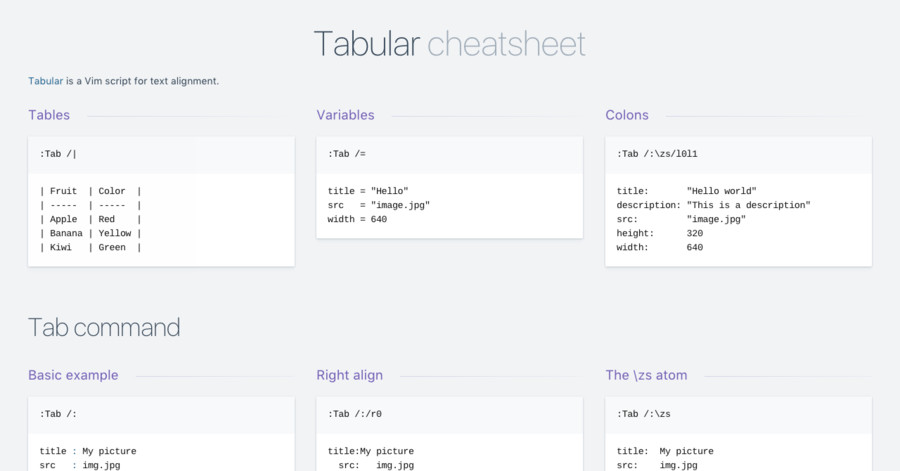 Tabular cheatsheet
Tabular is a Vim script for text alignment.
Tables
:Tab /|
| Fruit  | Color  |
| -----  | -----  |
| Apple  | Red    |
| Banana | Yellow |
| Kiwi   | Green  |
Variables
:Tab /=
title = "Hello"
src   = "image.jpg"
width = 640
Colons
:Tab /:\zs/l0l1
title:       "Hello world"
description: "This is a description"
src:         "image.jpg"
height:      320
width:       640
Tab command
Basic example
:Tab /:
title : My picture
src   : img.jpg
Right align
:Tab /:/r0
title:My picture
  src:   img.jpg
The \zs atom
:Tab /:\zs
title:  My picture
src:    img.jpg